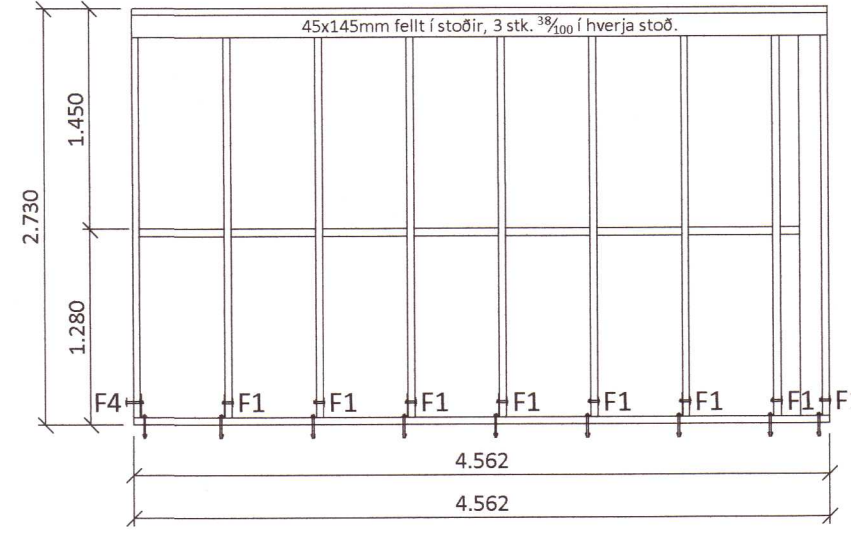 45x145mm fellt í stoðir, 3 stk. 38/100 í hverja stoð.
1.450
2.730
1.280
F4 F1 F1 F1 F1 F1 F1 F1 F
4.562
4.562